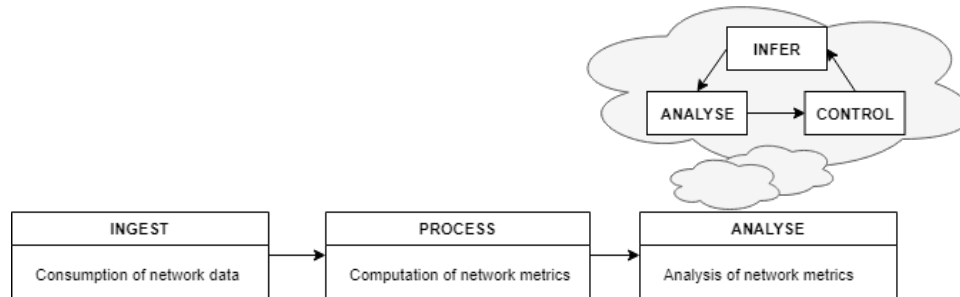 INFER
ANALYSE
CONTROL
INGEST
PROCESS
ANALYSE
Consumption of network data
Computation of network metrics
Analysis of network metrics